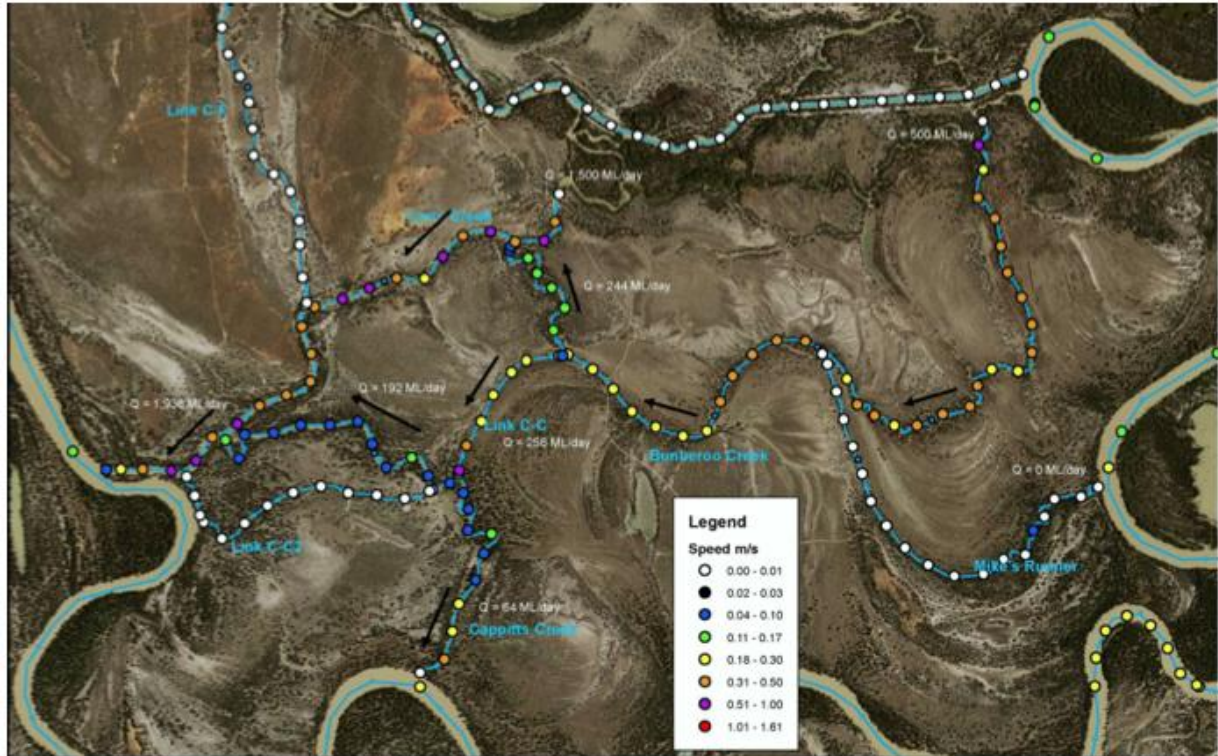 Link C-F
Q = 500 ML/day
Q = 1,500 ML/day
Q = 244 ML/day
Q = 192 ML/day
Q = 1,936 ML/day
Link C-C
Q = 256 ML/day
Bunberoo Creek
Q = 0 ML/day
Link C-C2
Mike's Runner
Q = 64 ML/day
Cappitts Creek
Legend
Speed m/s
0.00 - 0.01
0.02 - 0.03
0.04 - 0.10
0.11 - 0.17
0.18 - 0.30
0.31 - 0.50
0.51 - 1.00
1.01 - 1.61